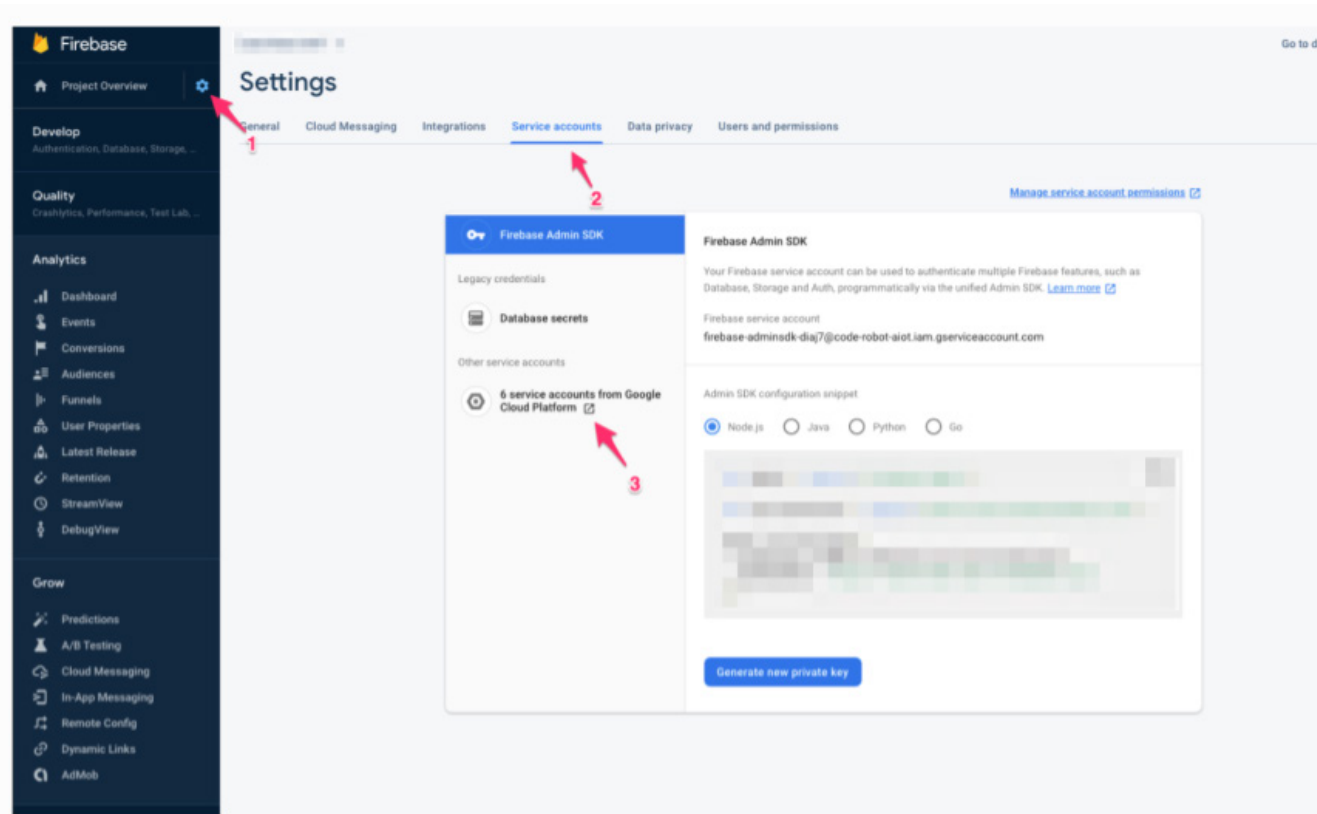 Firebase
Go to d
Project Overview
Settings
General Cloud Messaging Integrations Service accounts Data privacy Users and permissions
1
2
Develop
Authentication, Database, Storage, ...
Quality
Crashlytics, Performance, Test Lab, ...
Manage service account permissions
Analytics
Dashboard
Events
Conversions
Audiences
Funnels
User Properties
Latest Release
Retention
StreamView
DebugView
Grow
Predictions
A/B Testing
Cloud Messaging
In-App Messaging
Remote Config
Dynamic Links
AdMob
Firebase Admin SDK
Legacy credentials
Database secrets
Other service accounts
6 service accounts from Google
Cloud Platform
3
Firebase Admin SDK
Your Firebase service account can be used to authenticate multiple Firebase features, such as
Database, Storage and Auth, programmatically via the unified Admin SDK. Learn more
Firebase service account
firebase-adminsdk-diaj7@code-robot-aiot.iam.gserviceaccount.com
Admin SDK configuration snippet
Node.js Java Python Go
Generate new private key